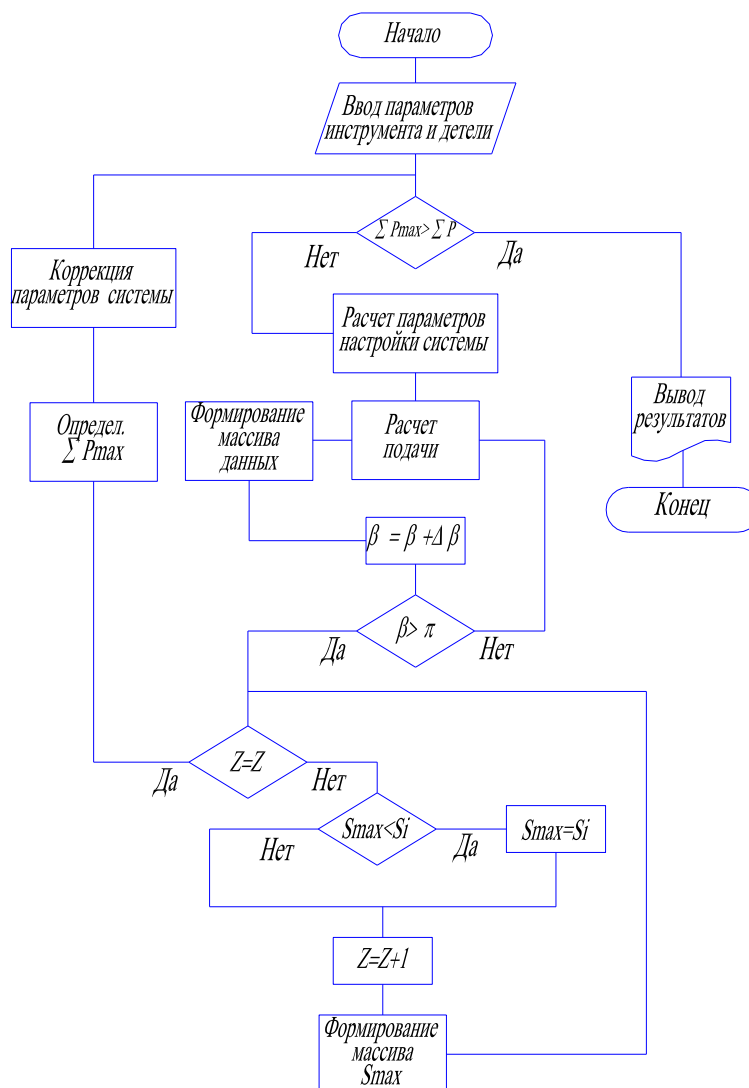 Начало
Ввод параметров
инструмента и детели
∑ Pmax> ∑ P
Нет
Да
Коррекция
параметров системы
Расчет параметров
настройки системы
Вывод
результатов
Формирование
массива
данных
Расчет
подачи
Определ.
∑ Pmax
Конец
β = β +Δ β
β> π
Да
Нет
Z=Z
Да
Нет
Smax<Si
Нет
Да
Smax=Si
Z=Z+1
Формирование
массива
Smax